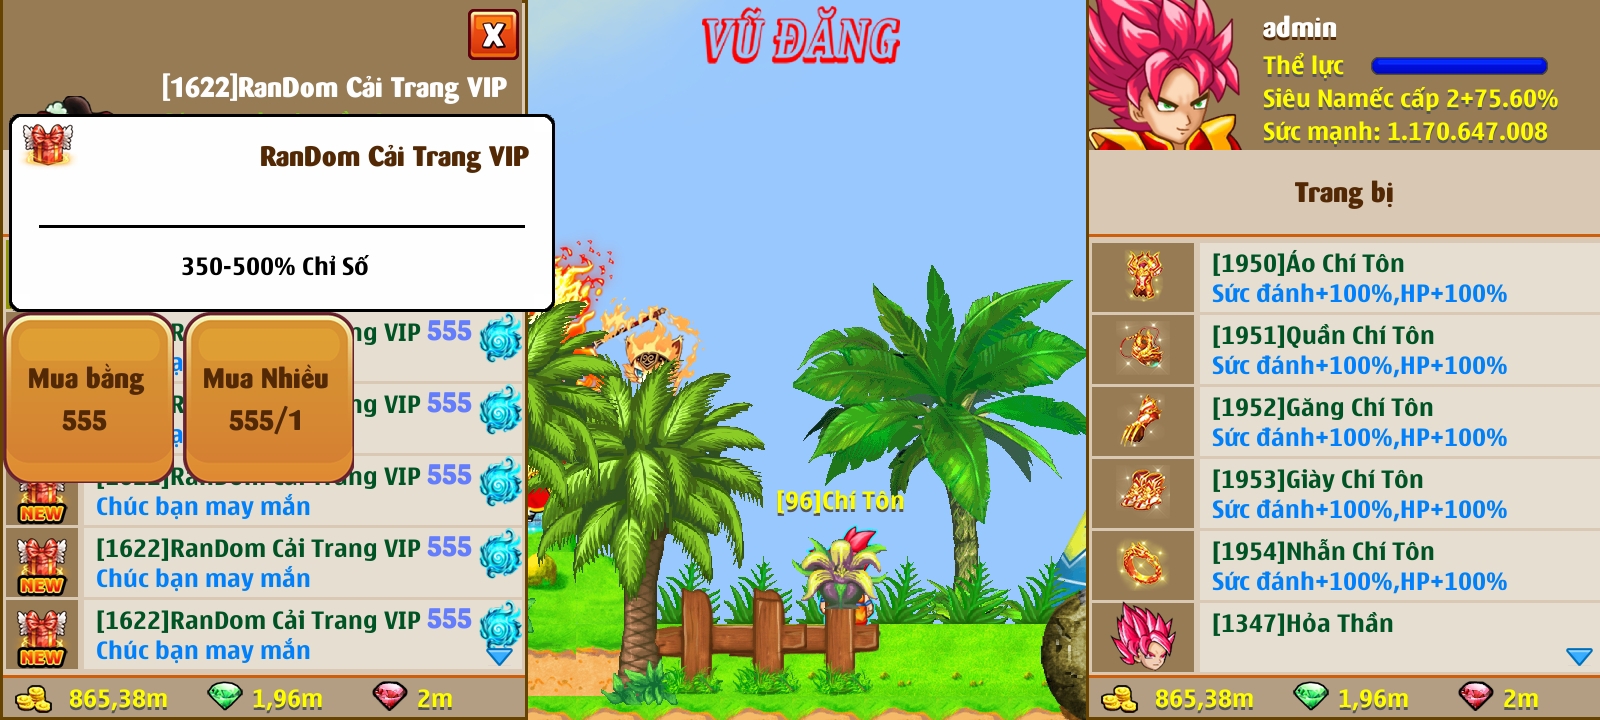 X
[1622]RanDom Cải Trang VIP
RanDom Cải Trang VIP
350-500% Chỉ Số
Mua bằng
555
Mua Nhiều
555/1
ang VIP 555
ang VIP 555
ang VIP 555
NEW
Chúc bạn may mắn
[1622]RanDom Cải Trang VIP 555
NEW
Chúc bạn may mắn
[1622]RanDom Cải Trang VIP 555
NEW
Chúc bạn may mắn
865,38m
1,96m
2m
VŨ ĐĂNG
[96]Chí Tôn
admin
Thể lực
Siêu Namếc cấp 2+75.60%
Sức mạnh: 1.170.647.008
Trang bị
[1950]Áo Chí Tôn
Sức đánh+100%,HP+100%
[1951]Quần Chí Tôn
Sức đánh+100%,HP+100%
[1952]Găng Chí Tôn
Sức đánh+100%,HP+100%
[1953]Giày Chí Tôn
Sức đánh+100%,HP+100%
[1954]Nhẫn Chí Tôn
Sức đánh+100%,HP+100%
[1347]Hỏa Thần
865,38m
1,96m
2m